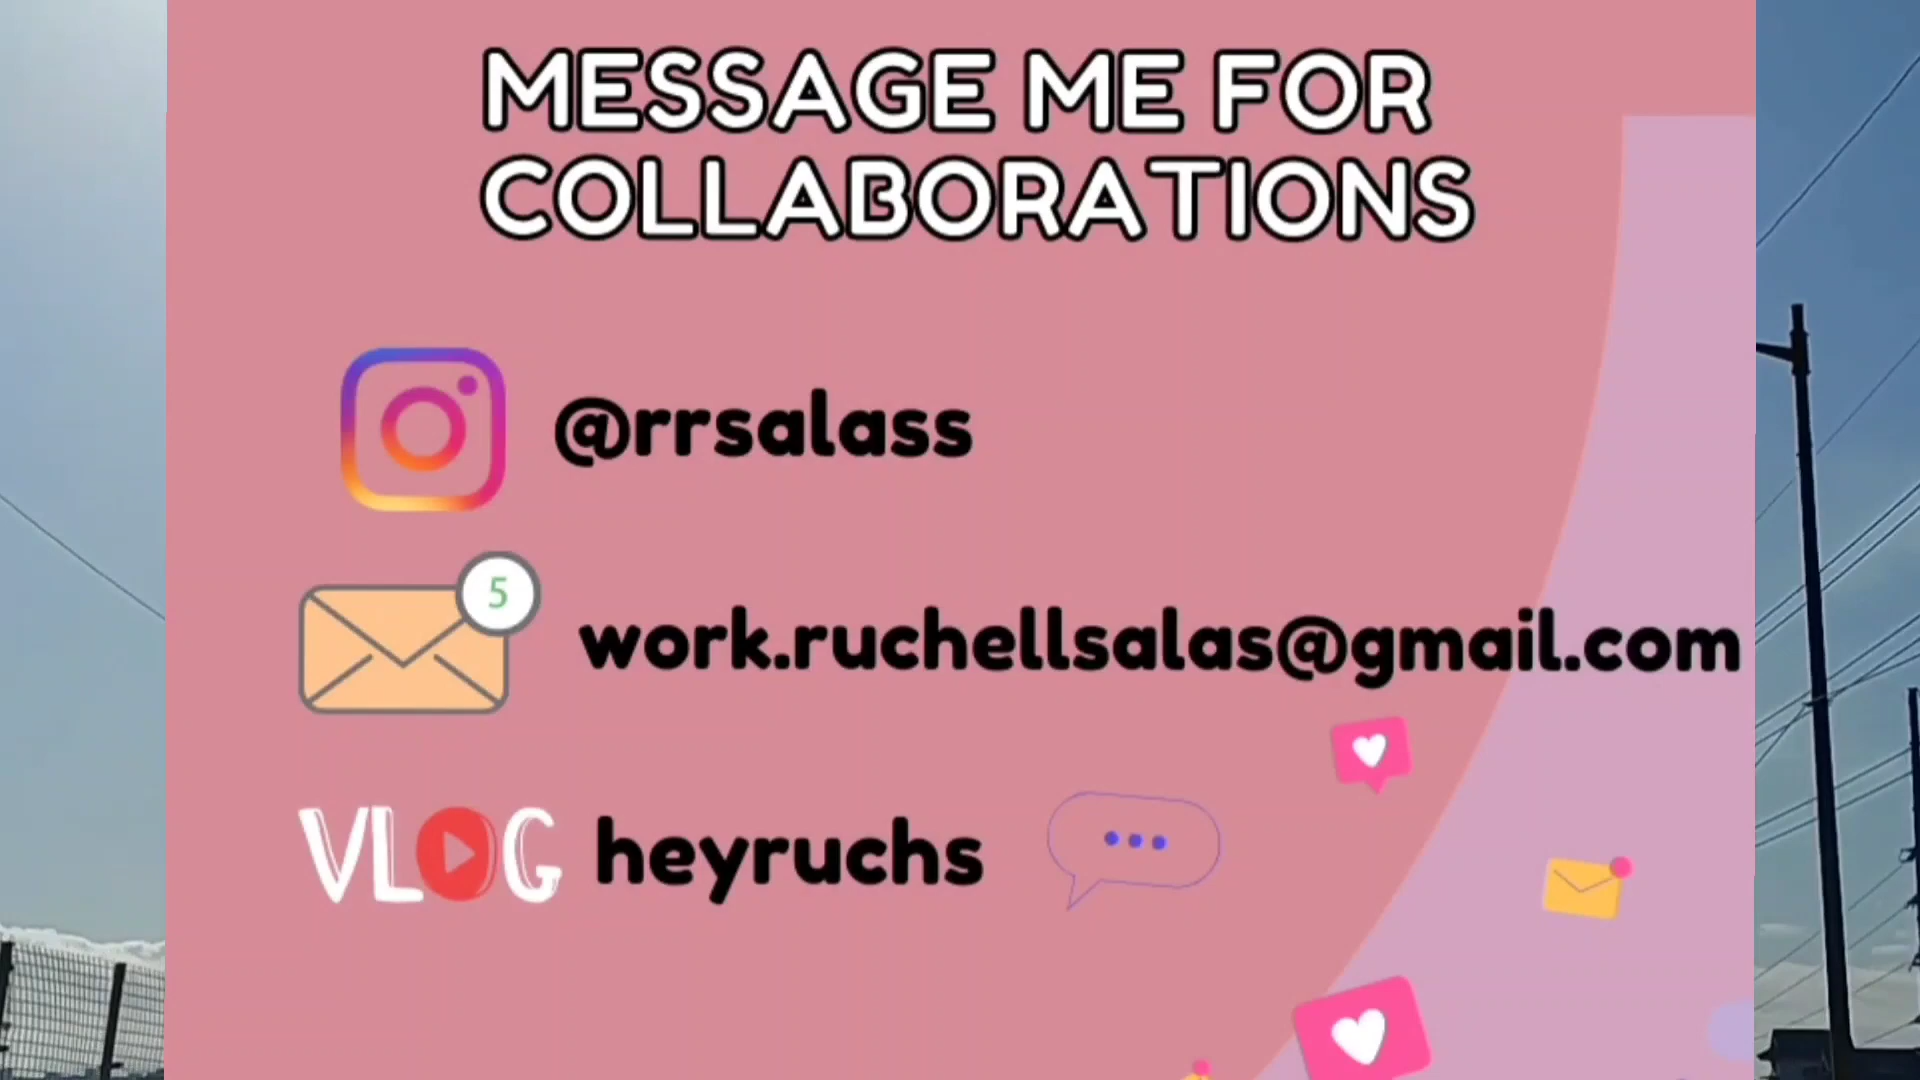 MESSAGE ME FOR
COLLABORATIONS
@rrsalass
5
work.ruchellsalas@gmail.com
VLOG heyruchs